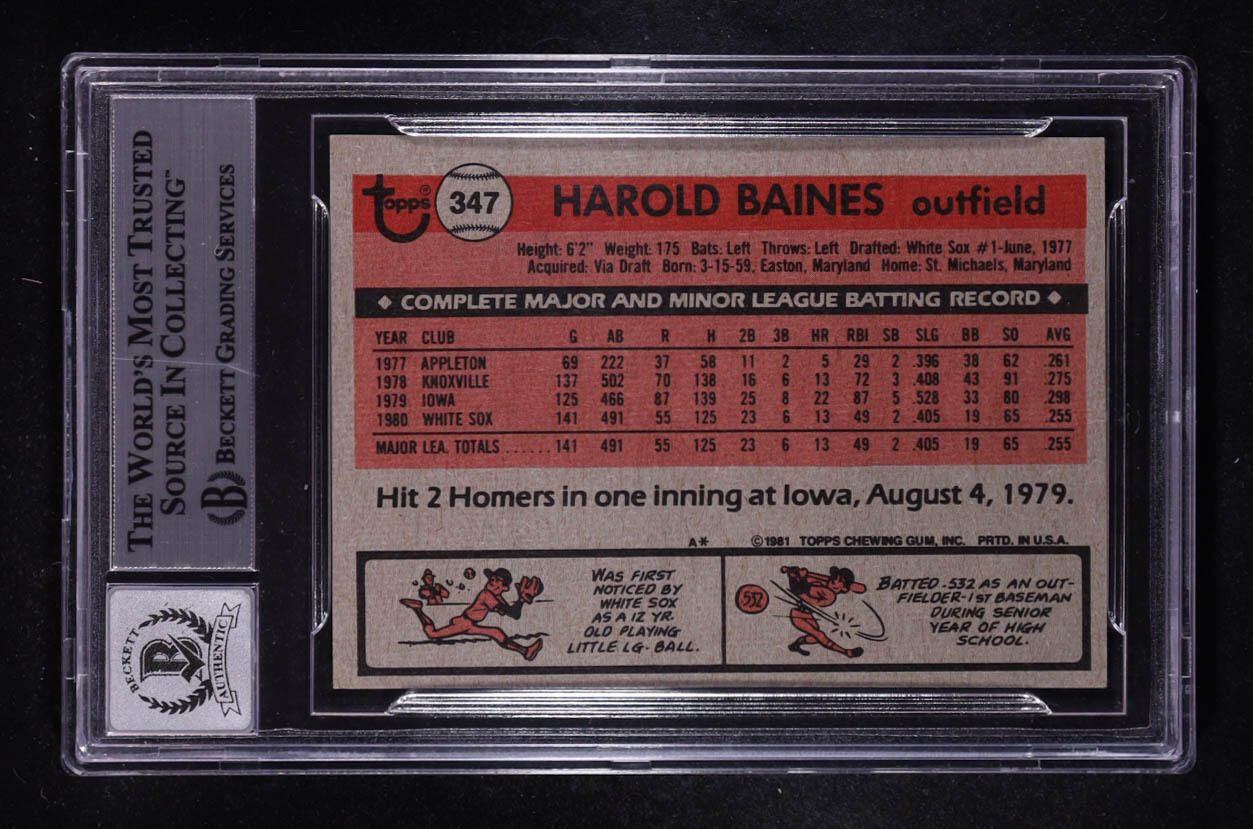 THE WORLD'S MOST TRUSTED
SOURCE IN COLLECTING™
BECKETT GRADING SERVICES
B
BECKETT
AUTHENTIC
topps® 347 HAROLD BAINES outfield
Height: 6'2" Weight: 175 Bats: Left Throws: Left Drafted: White Sox #1-June, 1977
Acquired: Via Draft Born: 3-15-59, Easton, Maryland Home: St. Michaels, Maryland
◆ COMPLETE MAJOR AND MINOR LEAGUE BATTING RECORD ◆
YEAR CLUB G AB R H 2B 3B HR RBI SB SLG BB SO AVG
1977 APPLETON 69 222 37 58 11 2 5 29 2 .396 38 62 .261
1978 KNOXVILLE 137 502 70 138 16 6 13 72 3 .408 43 91 .275
1979 IOWA 125 466 87 139 25 8 22 87 5 .528 33 80 .298
1980 WHITE SOX 141 491 55 125 23 6 13 49 2 .405 19 65 .255
MAJOR LEA. TOTALS ...... 141 491 55 125 23 6 13 49 2 .405 19 65 .255
Hit 2 Homers in one inning at Iowa, August 4, 1979.
A* ©1981 TOPPS CHEWING GUM, INC. PRTD. IN U.S.A.
WAS FIRST
NOTICED BY
WHITE SOX
AS A 12 YR.
OLD PLAYING
LITTLE LG. BALL.
.532
BATTED .532 AS AN OUT-
FIELDER-1st BASEMAN
DURING SENIOR
YEAR OF HIGH
SCHOOL.